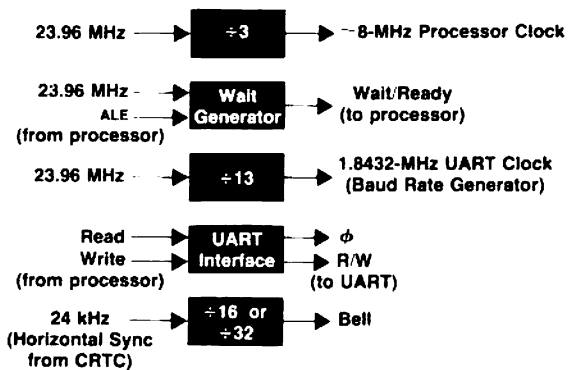 23.96 MHz ÷3 ~8-MHz Processor Clock
23.96 MHz Wait Wait/Ready
ALE Generator (to processor)
(from processor)
23.96 MHz ÷13 1.8432-MHz UART Clock
(Baud Rate Generator)
Read UART ϕ
Write Interface R/W
(from processor) (to UART)
24 kHz ÷16 or Bell
(Horizontal Sync ÷32
from CRTC)